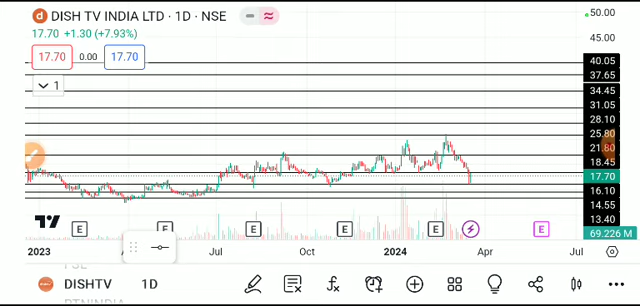 DISH TV INDIA LTD · 1D · NSE
17.70 +1.30 (+7.93%)
17.70 0.00 17.70
1
50.00
45.00
40.05
37.65
34.45
31.05
28.10
25.80
21.80
18.45
17.70
16.10
14.55
13.40
69.226 M
E E E E E E
2023 Jul Oct 2024 Apr Jul
DISHTV 1D